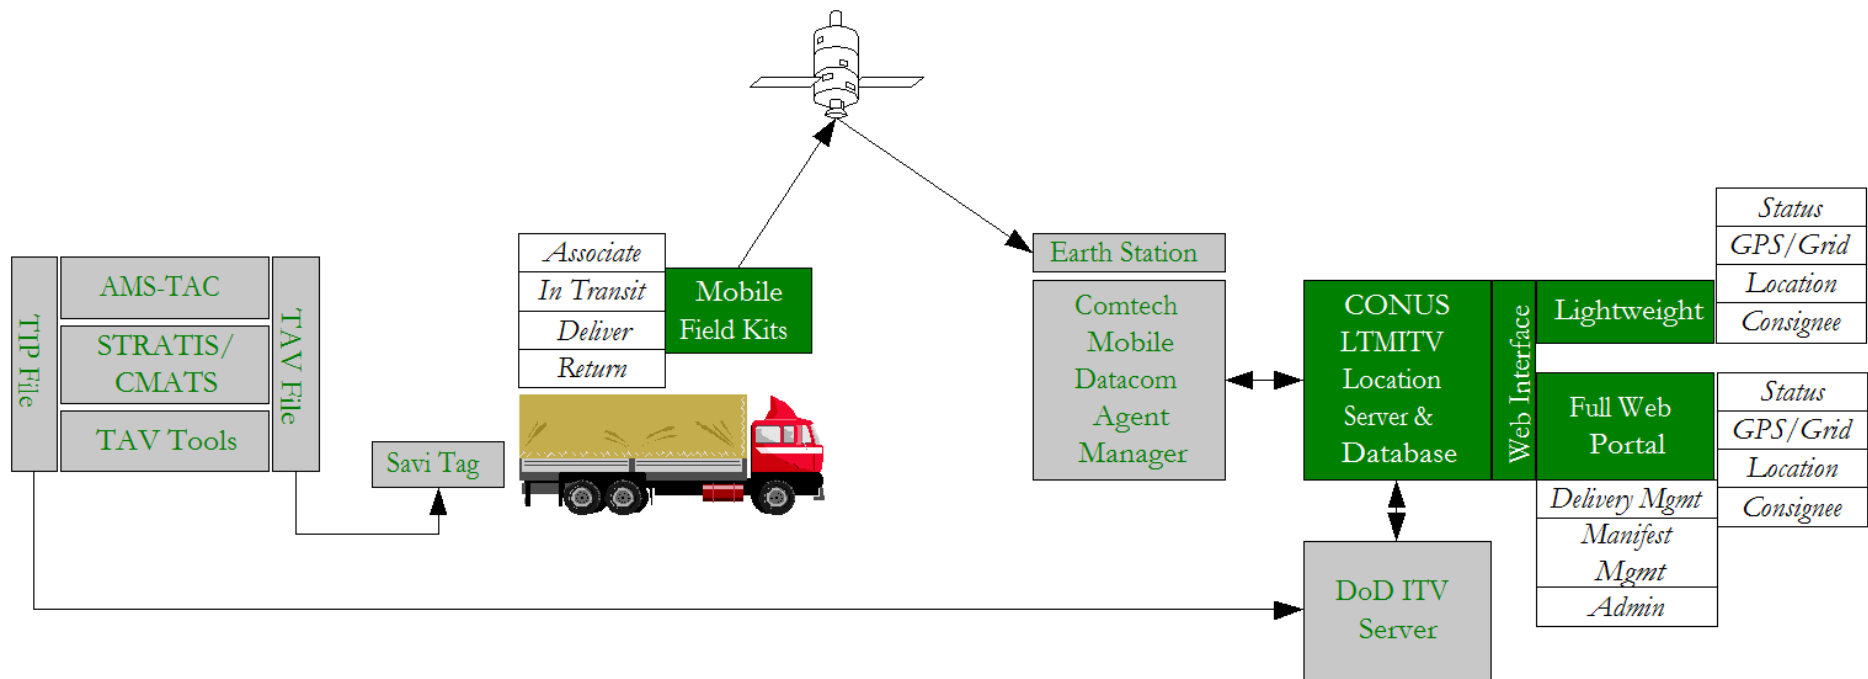 TIP File
AMS-TAC
STRATIS/
CMATS
TAV Tools
TAV File
Savi Tag
Associate
In Transit
Deliver
Return
Mobile
Field Kits
Earth Station
Comtech
Mobile
Datacom
Agent
Manager
CONUS
LTMITV
Location
Server &
Database
Web Interface
Lightweight
Status
GPS/Grid
Location
Consignee
Full Web
Portal
Status
GPS/Grid
Location
Consignee
Delivery Mgmt
Manifest
Mgmt
Admin
DoD ITV
Server